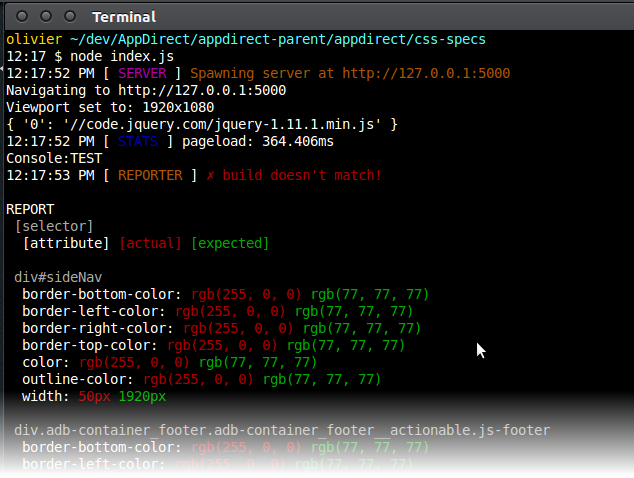 Terminal
olivier ~/dev/AppDirect/appdirect-parent/appdirect/css-specs
12:17 $ node index.js
12:17:52 PM [ SERVER ] Spawning server at http://127.0.0.1:5000
Navigating to http://127.0.0.1:5000
Viewport set to: 1920x1080
{ '0': '//code.jquery.com/jquery-1.11.1.min.js' }
12:17:52 PM [ STATS ] pageload: 364.406ms
Console:TEST
12:17:53 PM [ REPORTER ] ✗ build doesn't match!
REPORT
[selector]
[attribute] [actual] [expected]
div#sideNav
border-bottom-color: rgb(255, 0, 0) rgb(77, 77, 77)
border-left-color: rgb(255, 0, 0) rgb(77, 77, 77)
border-right-color: rgb(255, 0, 0) rgb(77, 77, 77)
border-top-color: rgb(255, 0, 0) rgb(77, 77, 77)
color: rgb(255, 0, 0) rgb(77, 77, 77)
outline-color: rgb(255, 0, 0) rgb(77, 77, 77)
width: 50px 1920px
div.adb-container_footer.adb-container_footer__actionable.js-footer
border-bottom-color: rgb(255, 0, 0) rgb(77, 77, 77)
border-left-color: rgb(255, 0, 0) rgb(77, 77, 77)